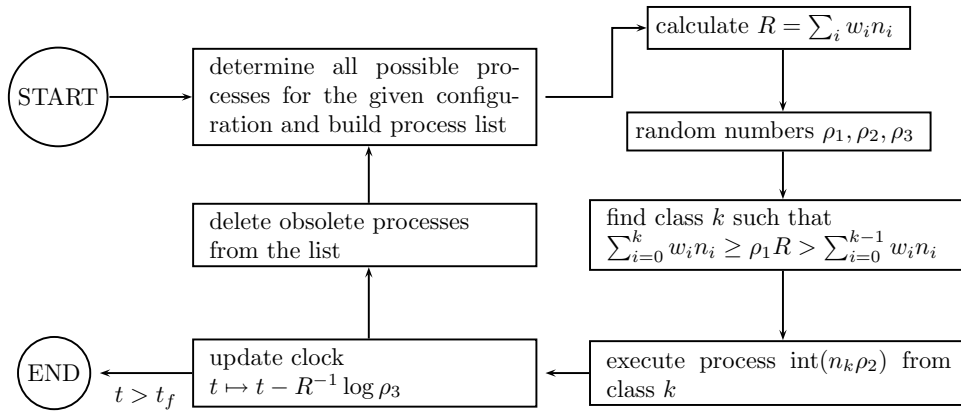 START
determine all possible pro-
cesses for the given configu-
ration and build process list
calculate R = ∑_i w_i n_i
random numbers ρ_1, ρ_2, ρ_3
find class k such that
∑_{i=0}^{k} w_i n_i ≥ ρ_1 R > ∑_{i=0}^{k−1} w_i n_i
execute process int(n_k ρ_2) from
class k
update clock
t ↦ t − R^{−1} log ρ_3
delete obsolete processes
from the list
END
t > t_f